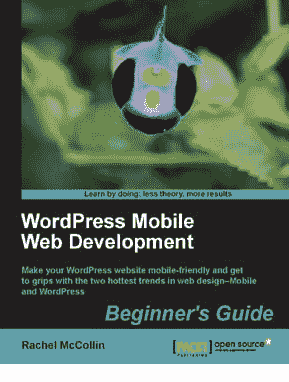 Learn by doing: less theory, more results
WordPress Mobile
Web Development
Make your WordPress website mobile-friendly and get
to grips with the two hottest trends in web design–Mobile
and WordPress
Beginner's Guide
Rachel McCollin
open source